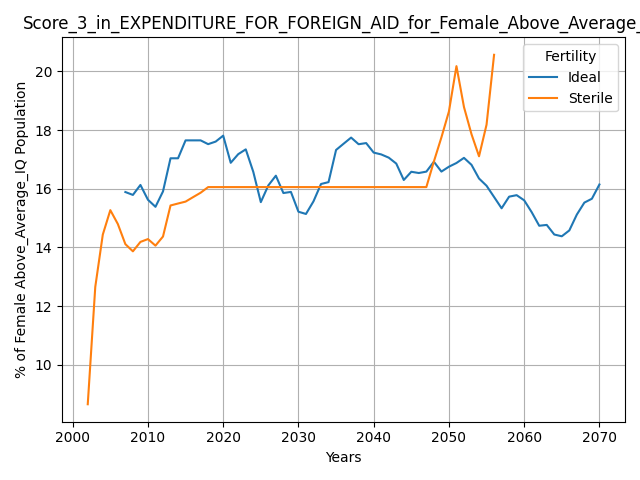 Score_3_in_EXPENDITURE_FOR_FOREIGN_AID_for_Female_Above_Average_
% of Female Above_Average_IQ Population
20
18
16
14
12
10
Fertility
Ideal
Sterile
2000 2010 2020 2030 2040 2050 2060 2070
Years